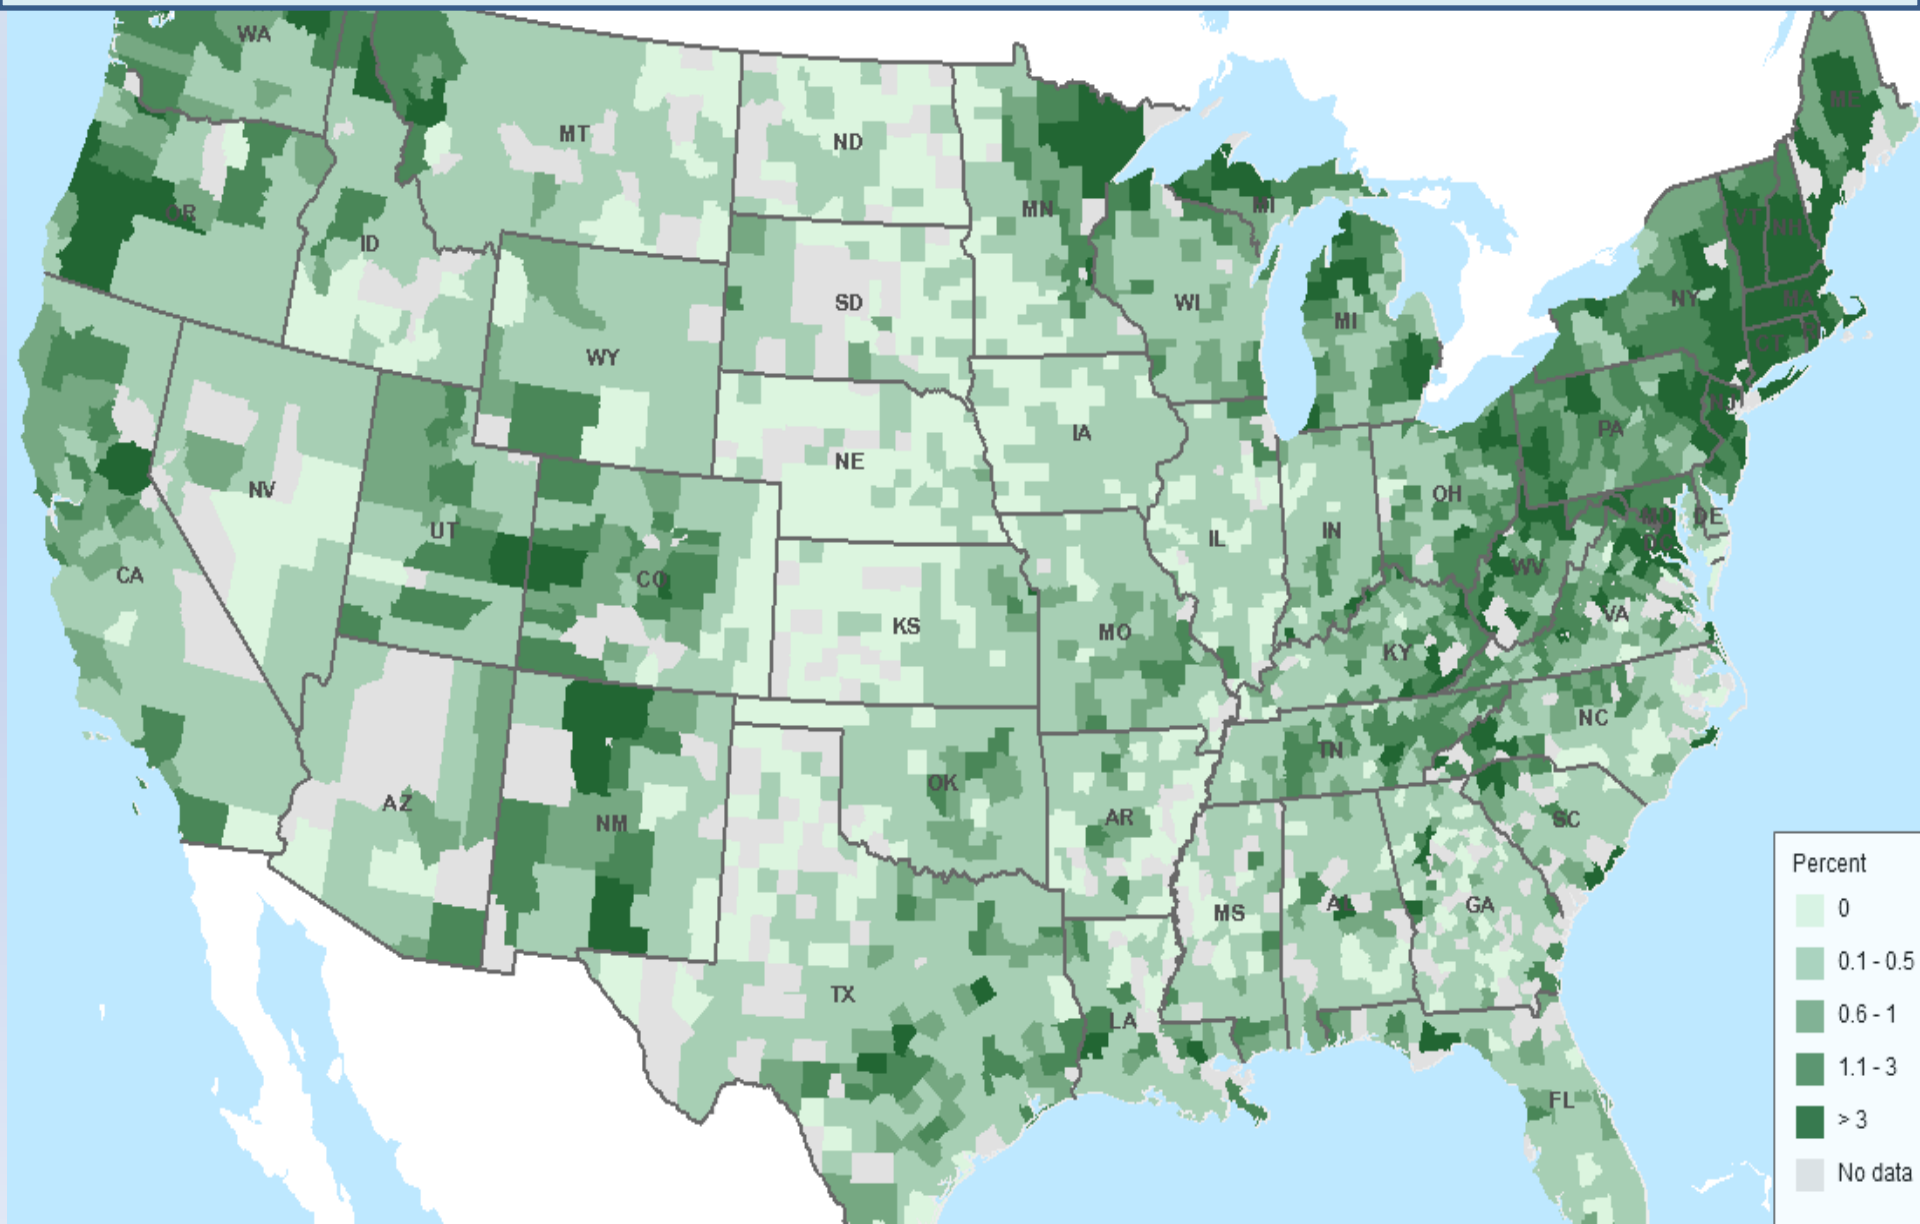 WA
ME
MT
ND
OR
MN
MI
VT
NH
ID
NY
MA
SD
WI
MI
WY
CT
NJ
PA
IA
NE
NV
OH
UT
IN
IL
MD
DE
CA
CO
WV
KS
MO
VA
KY
NC
TN
AZ
OK
NM
AR
SC
MS
AL
GA
TX
LA
FL
Percent
0
0.1 - 0.5
0.6 - 1
1.1 - 3
> 3
No data